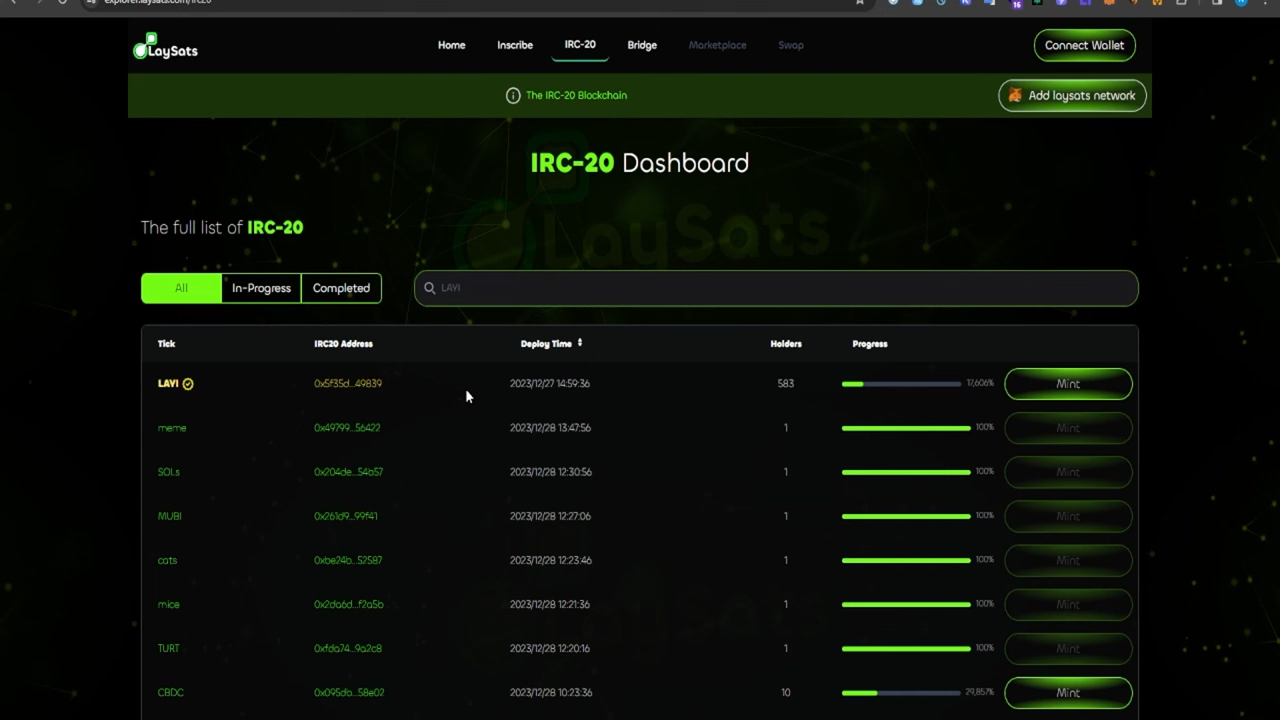 explorer.laysats.com/irc20
16
LaySats
Home Inscribe IRC-20 Bridge Marketplace Swap Connect Wallet
The IRC-20 Blockchain Add laysats network
IRC-20 Dashboard
LaySats
The full list of IRC-20
All In-Progress Completed LAVI
Tick IRC20 Address Deploy Time Holders Progress
LAVI 0x5f35d...49839 2023/12/27 14:59:36 583 17,606% Mint
meme 0x49799...56422 2023/12/28 13:47:56 1 100% Mint
SOLs 0x204de...54b57 2023/12/28 12:30:56 1 100% Mint
MUBI 0x261d9...99f41 2023/12/28 12:27:06 1 100% Mint
cats 0xbe24b...52587 2023/12/28 12:23:46 1 100% Mint
mice 0x2da6d...f2a5b 2023/12/28 12:21:36 1 100% Mint
TURT 0xfda74...9a2c8 2023/12/28 12:20:16 1 100% Mint
CBDC 0x095da...58e02 2023/12/28 10:23:36 10 29,857% Mint